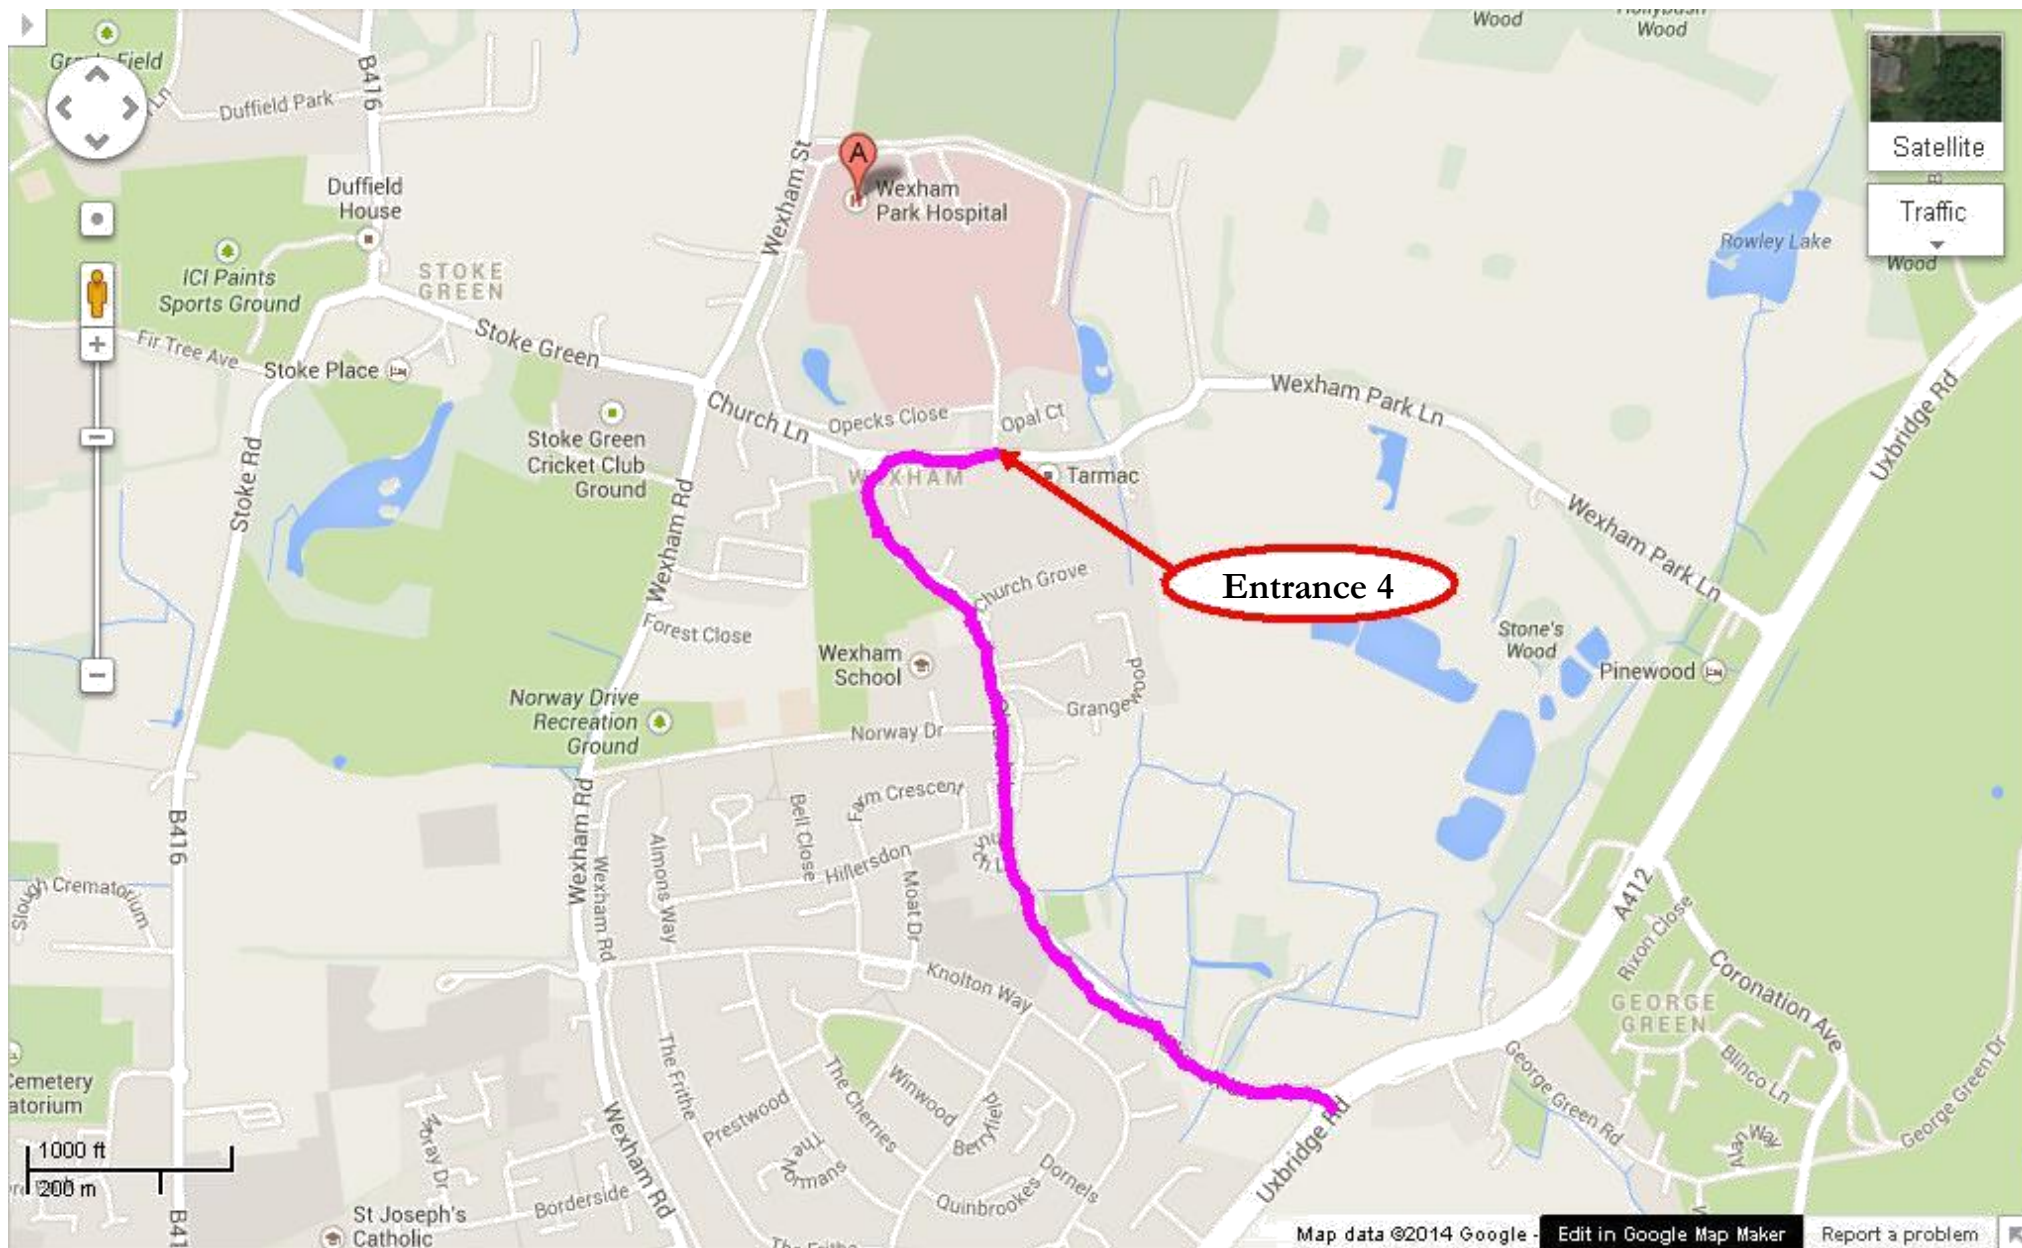 Wood
Wood
Field
B416
Duffield Park
Ln
Satellite
Traffic
Wood
Duffield
House
Wexham St
A
H
Wexham
Park Hospital
Rowley Lake
ICI Paints
Sports Ground
STOKE
GREEN
Fir Tree Ave
Stoke Green
Stoke Place
Church Ln
Opecks Close
Opal Ct
Wexham Park Ln
Uxbridge Rd
Stoke Green
Cricket Club
Ground
Stoke Rd
Wexham Rd
Tarmac
Entrance 4
Wexham Park Ln
Church Grove
Forest Close
Wexham
School
Stone's
Wood
Pinewood
Norway Drive
Recreation
Ground
Grangewood
Norway Dr
Wexham Rd
B416
Farm Crescent
Bell Close
Almons Way
Hillersdon
Moat Dr
Wexham Rd
Slough Crematorium
A412
Rixon Close
Coronation Ave
Knolton Way
GEORGE
GREEN
Blinco Ln
George Green Dr
George Green Rd
The Frithe
The Cherries
Winwood
Berryfield
Prestwood
The
Normans
Cemetery
atorium
Wexham Rd
Uxbridge Rd
Dornels
Quinbrookes
Borderside
St Joseph's
Catholic
The Frithe
B41
1000 ft
200 m
Map data ©2014 Google -
Edit in Google Map Maker
Report a problem